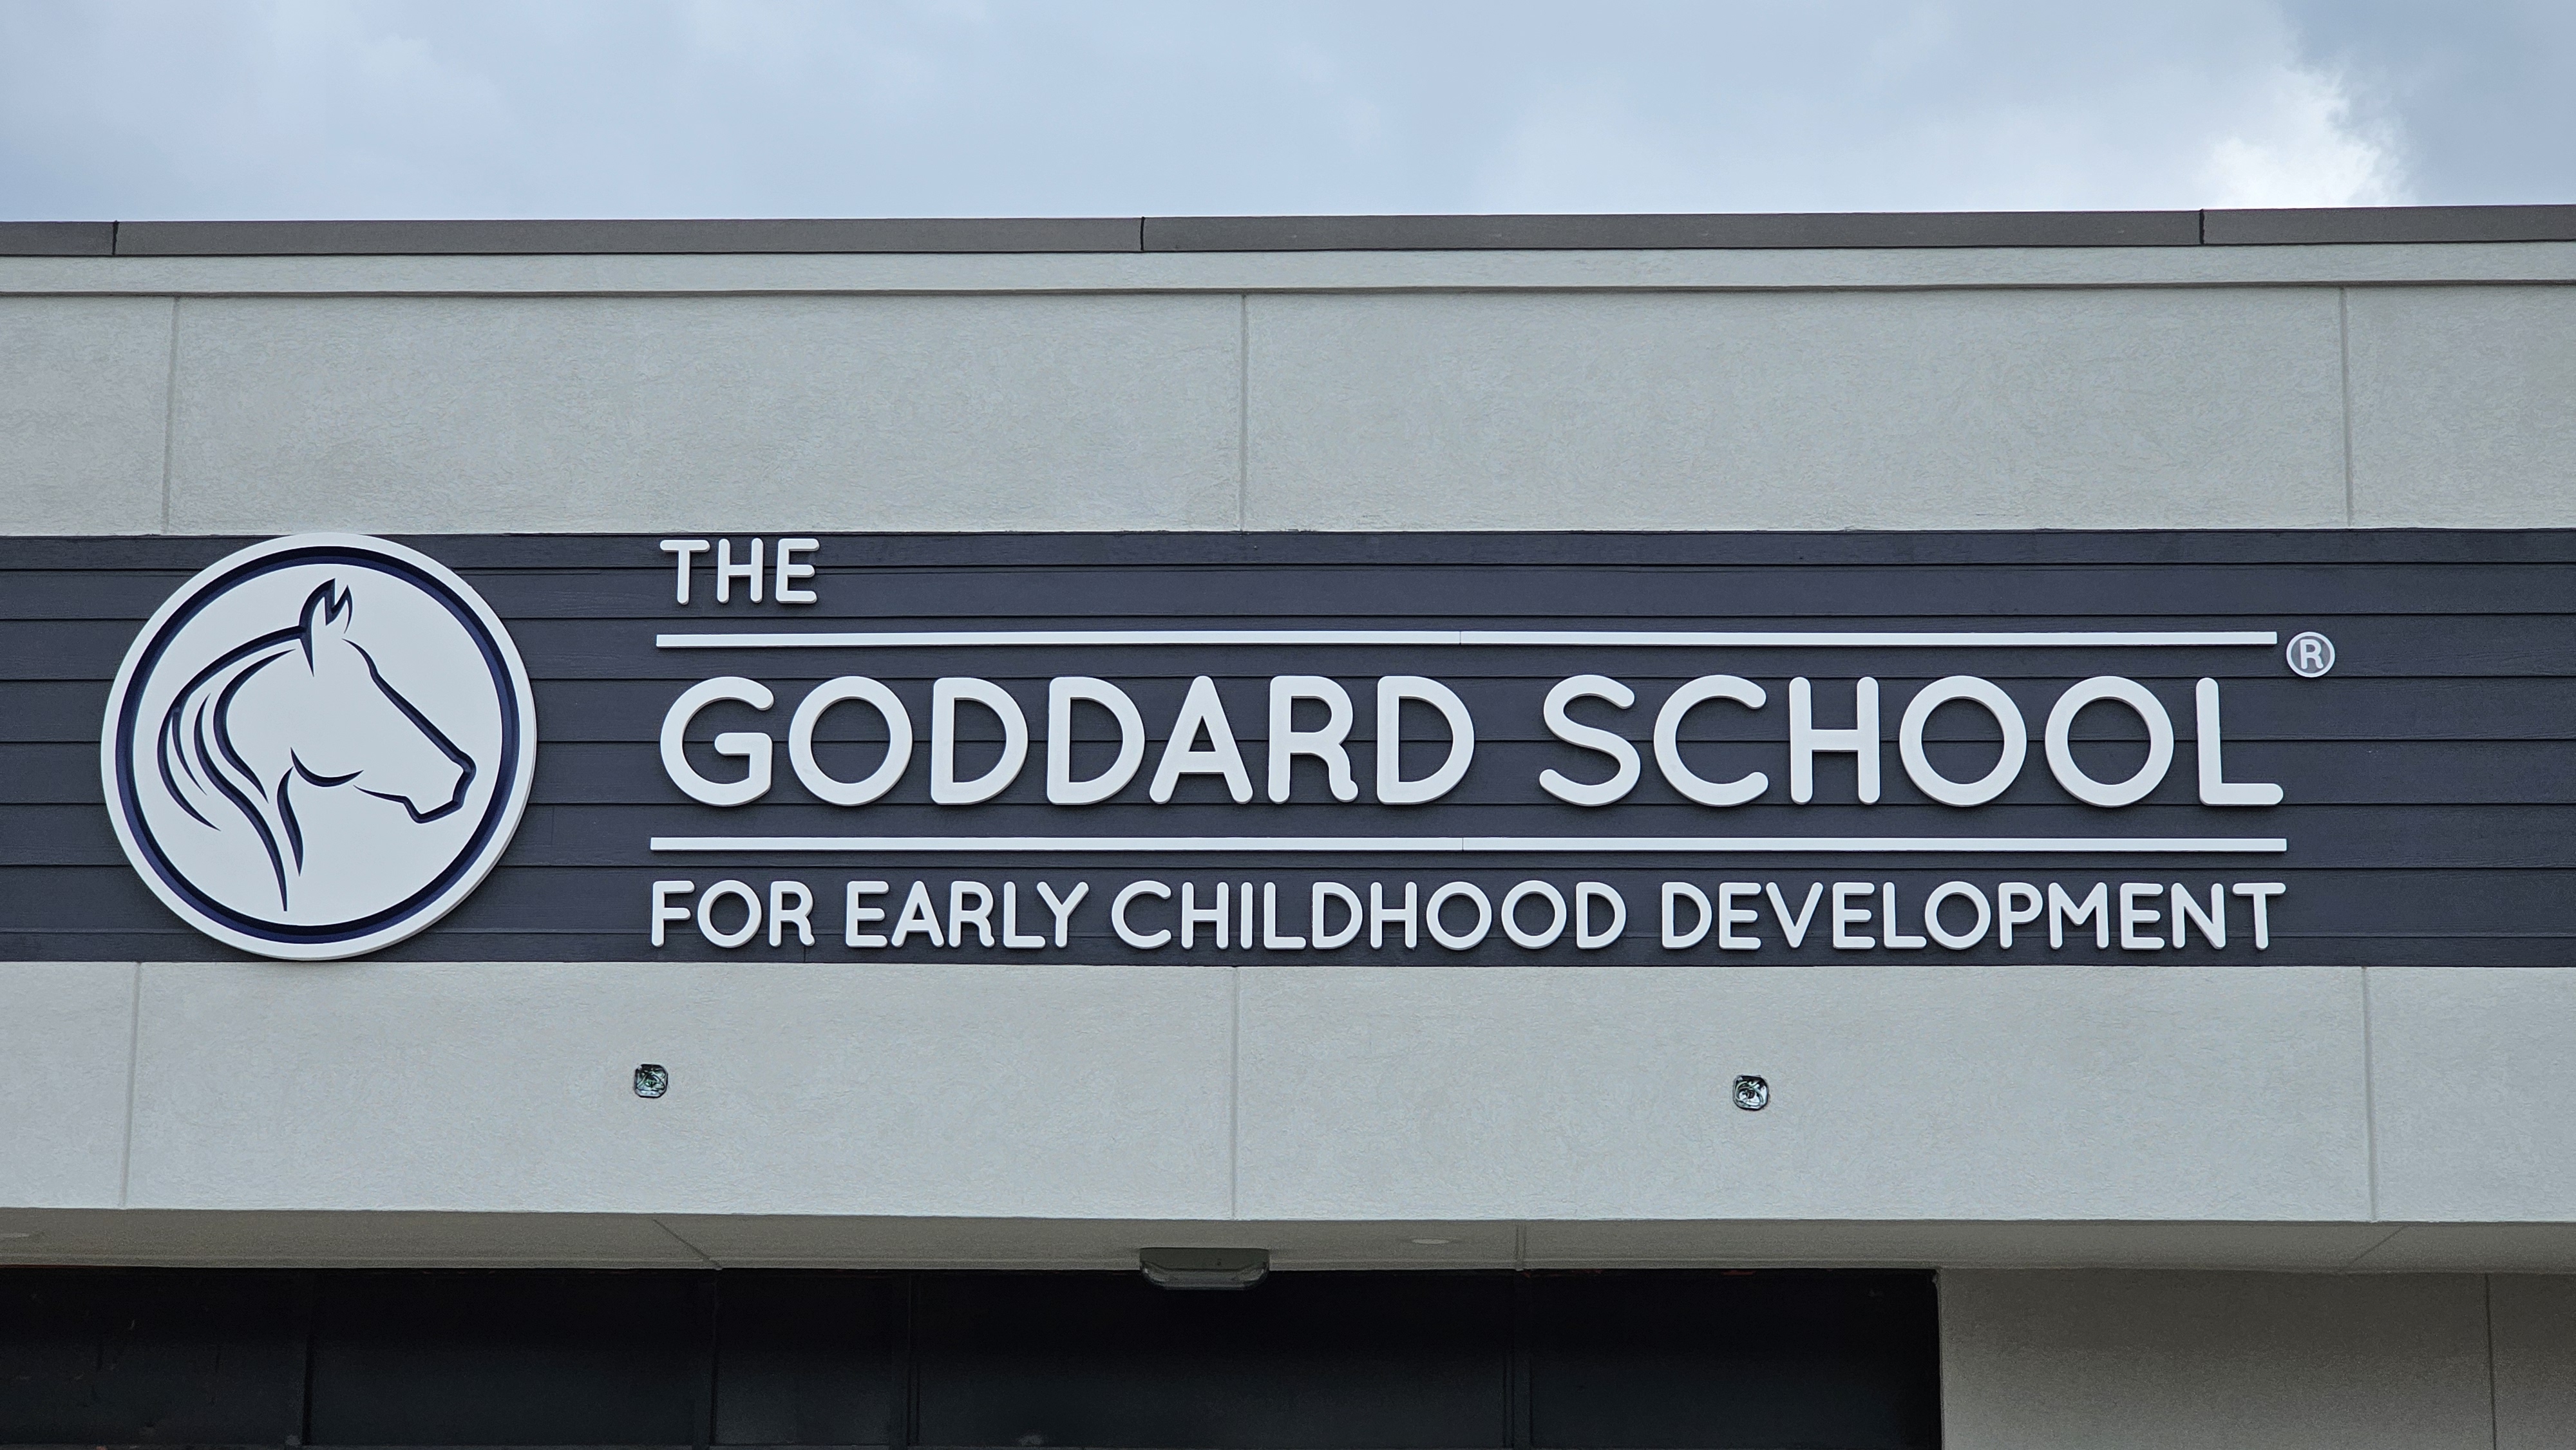 THE
GODDARD SCHOOL®
FOR EARLY CHILDHOOD DEVELOPMENT